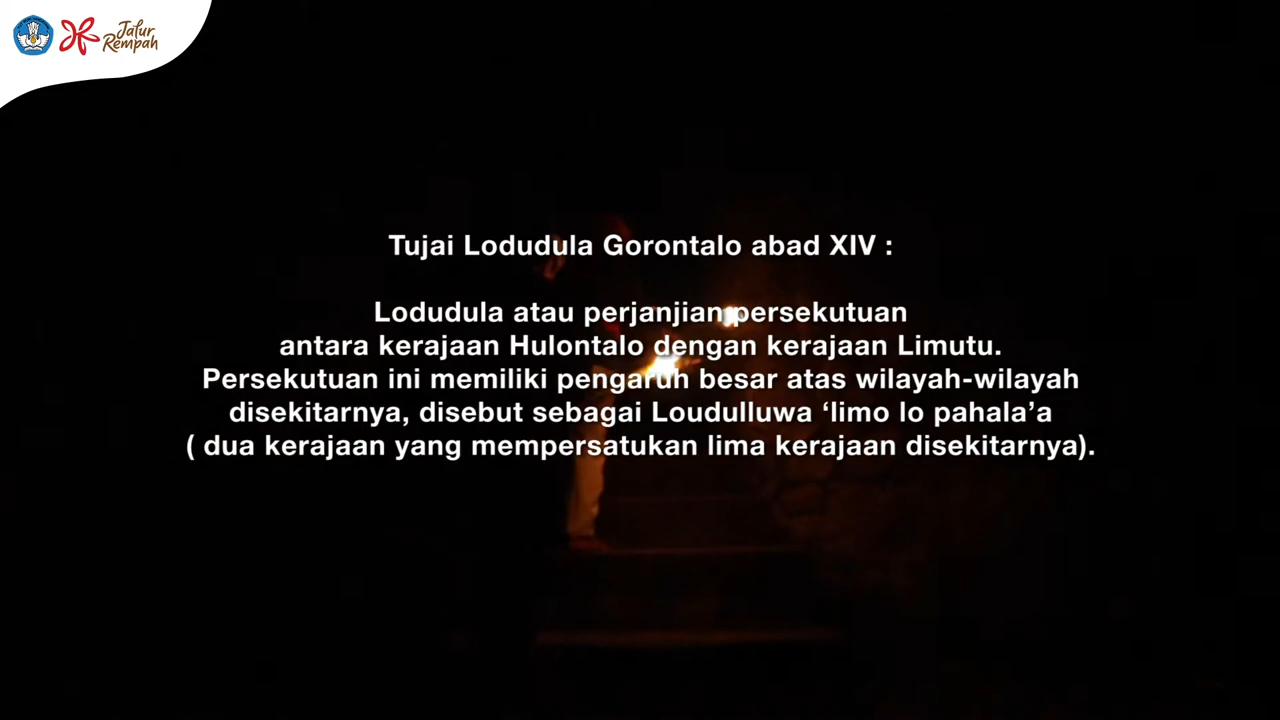 Jalur
Rempah
Tujai Lodudula Gorontalo abad XIV :
Lodudula atau perjanjian persekutuan
antara kerajaan Hulontalo dengan kerajaan Limutu.
Persekutuan ini memiliki pengaruh besar atas wilayah-wilayah
disekitarnya, disebut sebagai Loudulluwa ‘limo lo pahala’a
( dua kerajaan yang mempersatukan lima kerajaan disekitarnya).